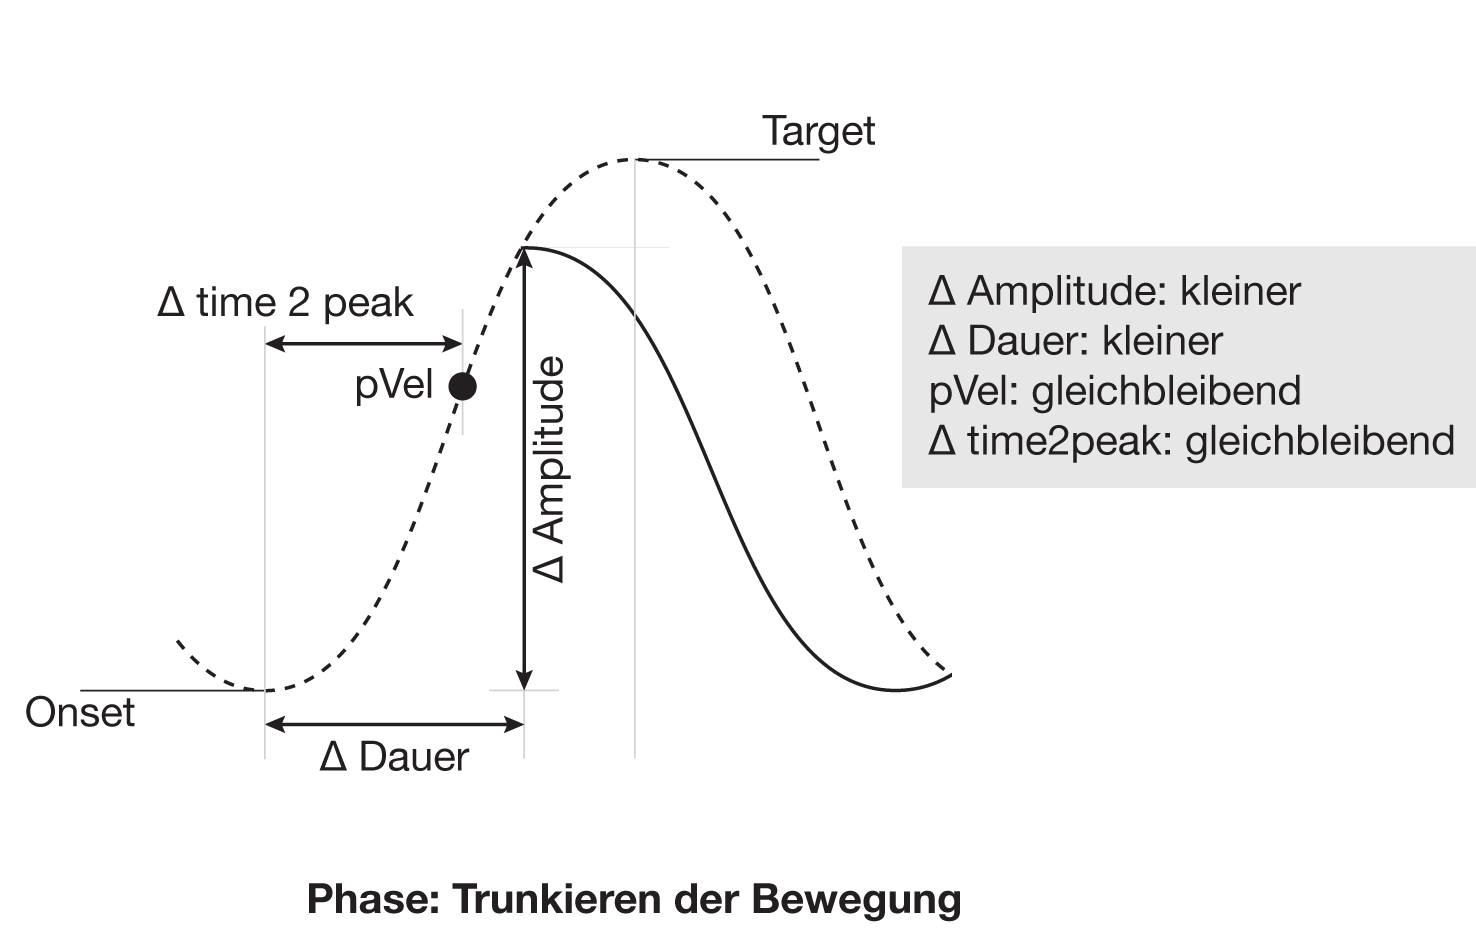 Target
Δ time 2 peak
pVel
Δ Amplitude
Δ Amplitude: kleiner
Δ Dauer: kleiner
pVel: gleichbleibend
Δ time2peak: gleichbleibend
Onset
Δ Dauer
Phase: Trunkieren der Bewegung